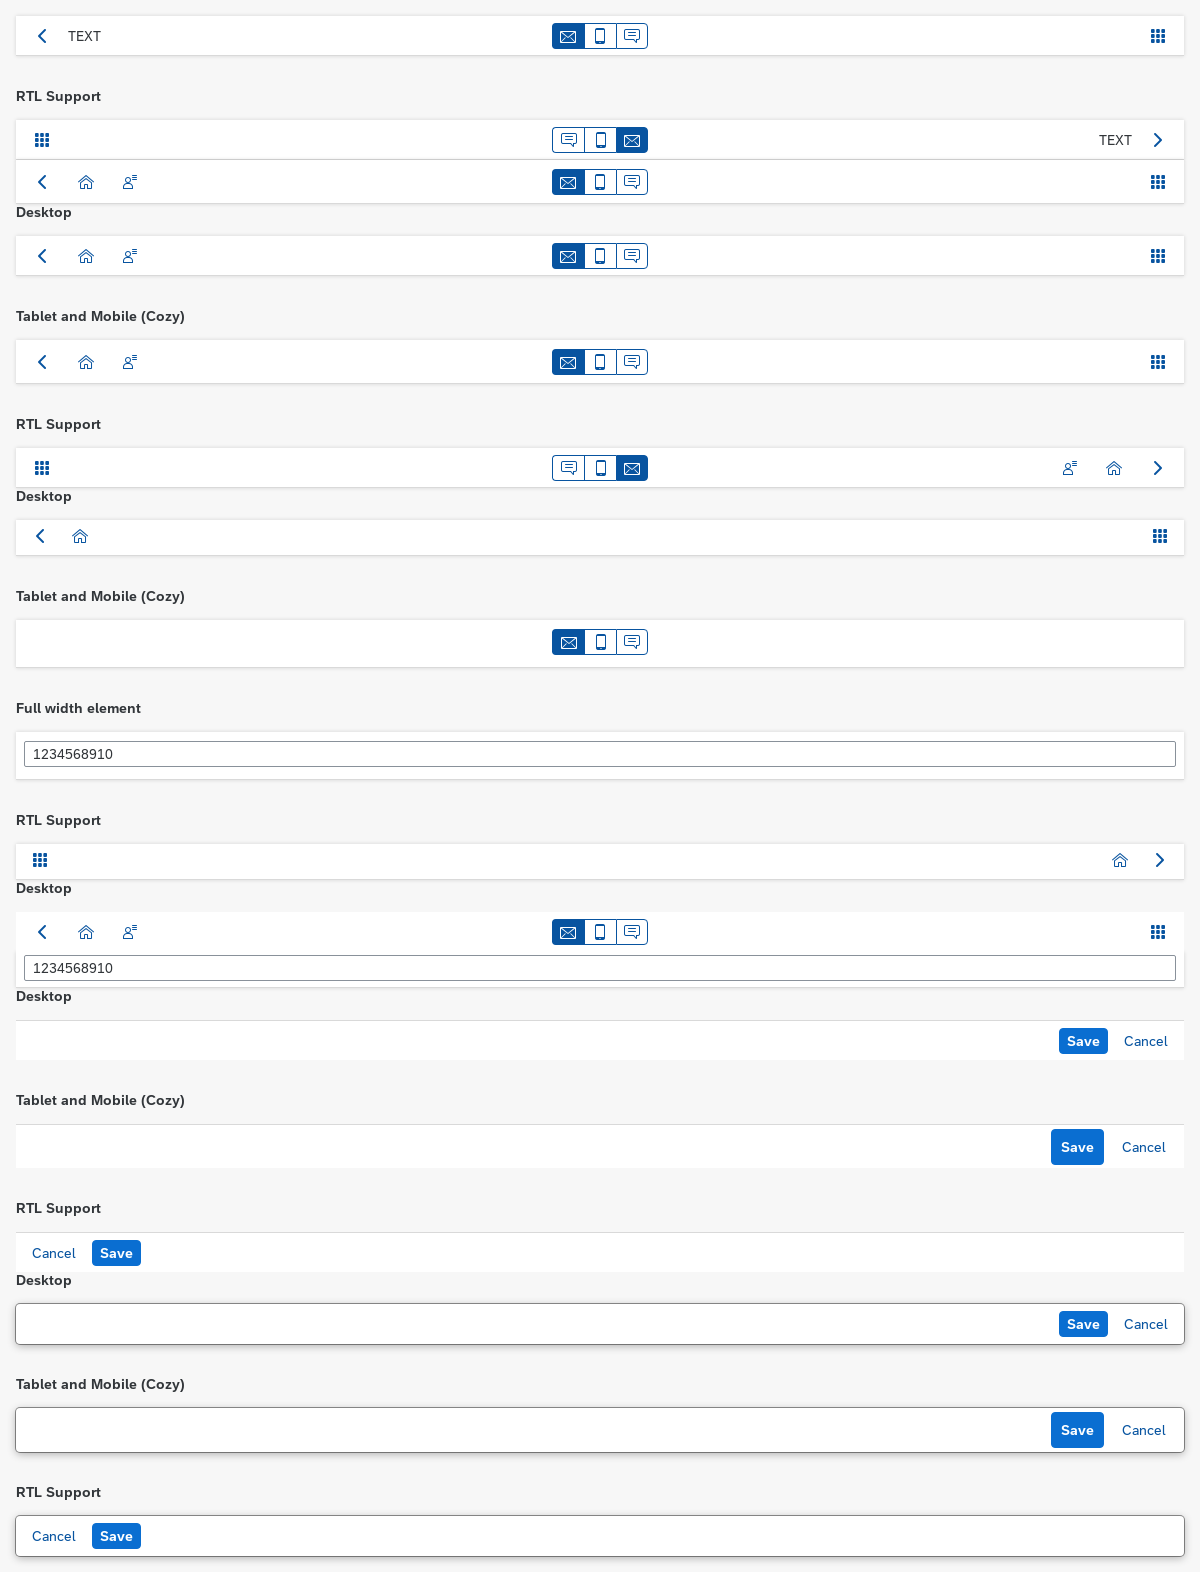 TEXT
RTL Support
TEXT
Desktop
Tablet and Mobile (Cozy)
RTL Support
Desktop
Tablet and Mobile (Cozy)
Full width element
1234568910
RTL Support
Desktop
1234568910
Desktop
Save Cancel
Tablet and Mobile (Cozy)
Save Cancel
RTL Support
Cancel Save
Desktop
Save Cancel
Tablet and Mobile (Cozy)
Save Cancel
RTL Support
Cancel Save